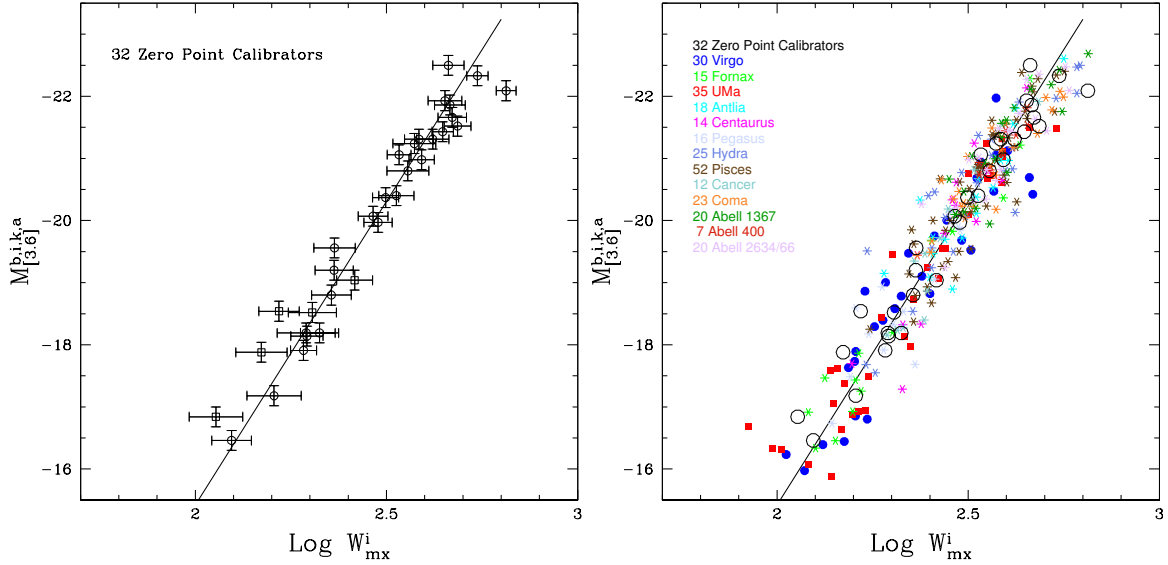 32 Zero Point Calibrators
-22
-20
-18
-16
M[3.6]b,i,k,a
2
2.5
3
Log Wimx
32 Zero Point Calibrators
30 Virgo
15 Fornax
35 UMa
18 Antlia
14 Centaurus
16 Pegasus
25 Hydra
52 Pisces
12 Cancer
23 Coma
20 Abell 1367
7 Abell 400
20 Abell 2634/66
-22
-20
-18
-16
M[3.6]b,i,k,a
2
2.5
3
Log Wimx